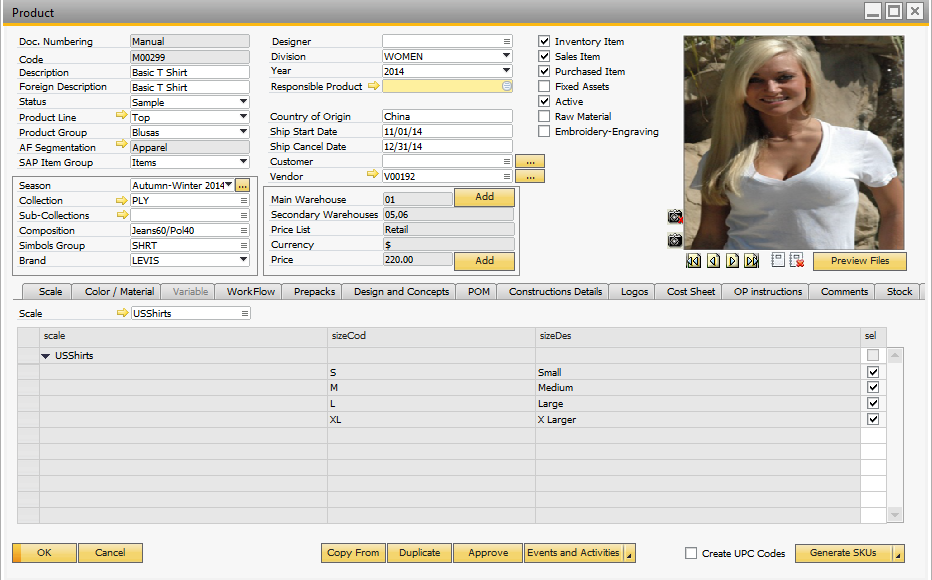 Product
Doc. Numbering Manual
Code M00299
Description Basic T Shirt
Foreign Description Basic T Shirt
Status Sample
Product Line Top
Product Group Blusas
AF Segmentation Apparel
SAP Item Group Items
Designer
Division WOMEN
Year 2014
Responsible Product
Country of Origin China
Ship Start Date 11/01/14
Ship Cancel Date 12/31/14
Customer ...
Vendor V00192 ...
Inventory Item
Sales Item
Purchased Item
Fixed Assets
Active
Raw Material
Embroidery-Engraving
Season Autumn-Winter 2014 ...
Collection PLY
Sub-Collections
Composition Jeans60/Pol40
Simbols Group SHRT
Brand LEVIS
Main Warehouse 01 Add
Secondary Warehouses 05,06
Price List Retail
Currency $
Price 220.00 Add
Preview Files
Scale Color / Material Variable WorkFlow Prepacks Design and Concepts POM Constructions Details Logos Cost Sheet OP instructions Comments Stock
Scale USShirts
scale sizeCod sizeDes sel
USShirts
S Small
M Medium
L Large
XL X Larger
OK Cancel Copy From Duplicate Approve Events and Activities Create UPC Codes Generate SKUs